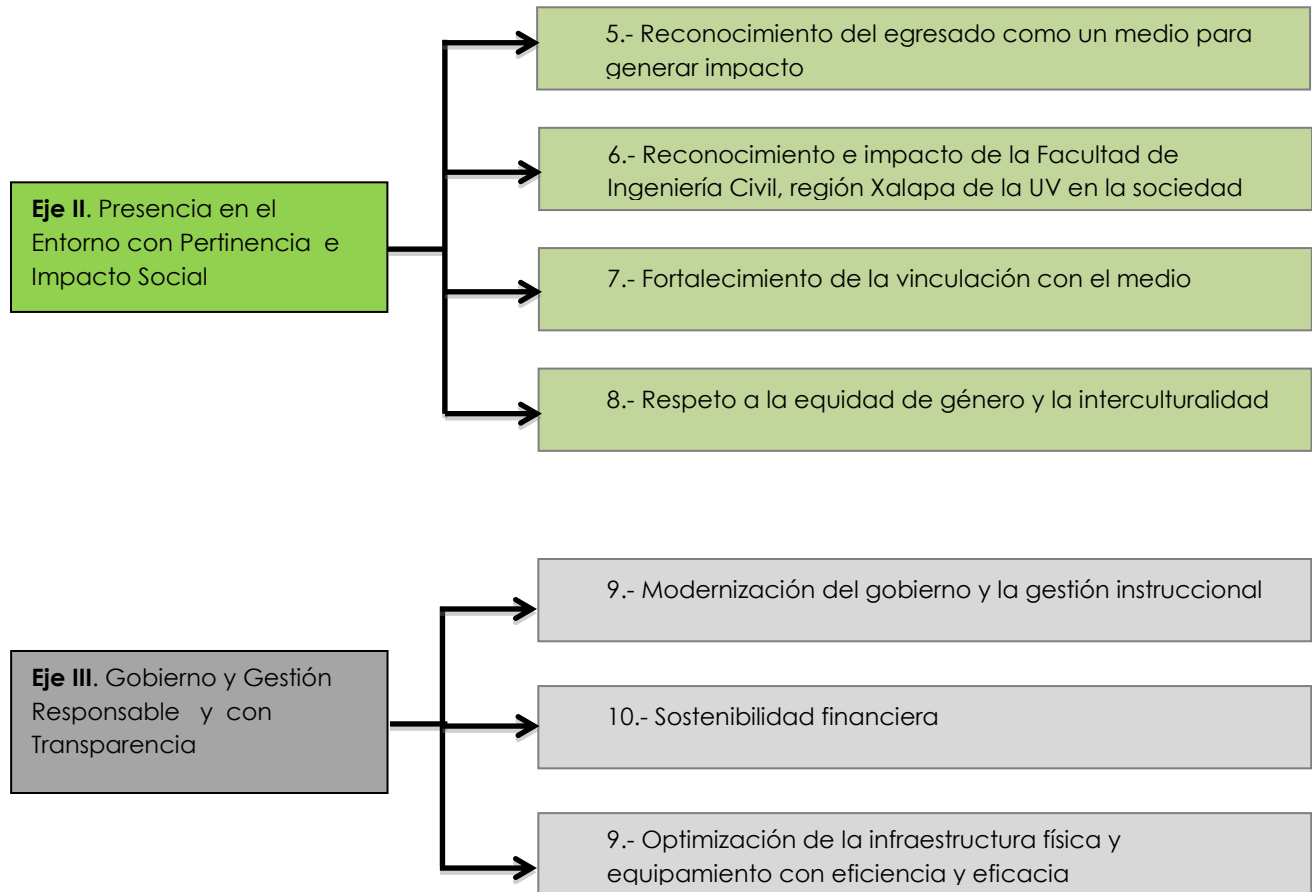 5.- Reconocimiento del egresado como un medio para
generar impacto
6.- Reconocimiento e impacto de la Facultad de
Ingeniería Civil, región Xalapa de la UV en la sociedad
Eje II. Presencia en el
Entorno con Pertinencia e
Impacto Social
7.- Fortalecimiento de la vinculación con el medio
8.- Respeto a la equidad de género y la interculturalidad
9.- Modernización del gobierno y la gestión instruccional
Eje III. Gobierno y Gestión
Responsable y con
Transparencia
10.- Sostenibilidad financiera
9.- Optimización de la infraestructura física y
equipamiento con eficiencia y eficacia